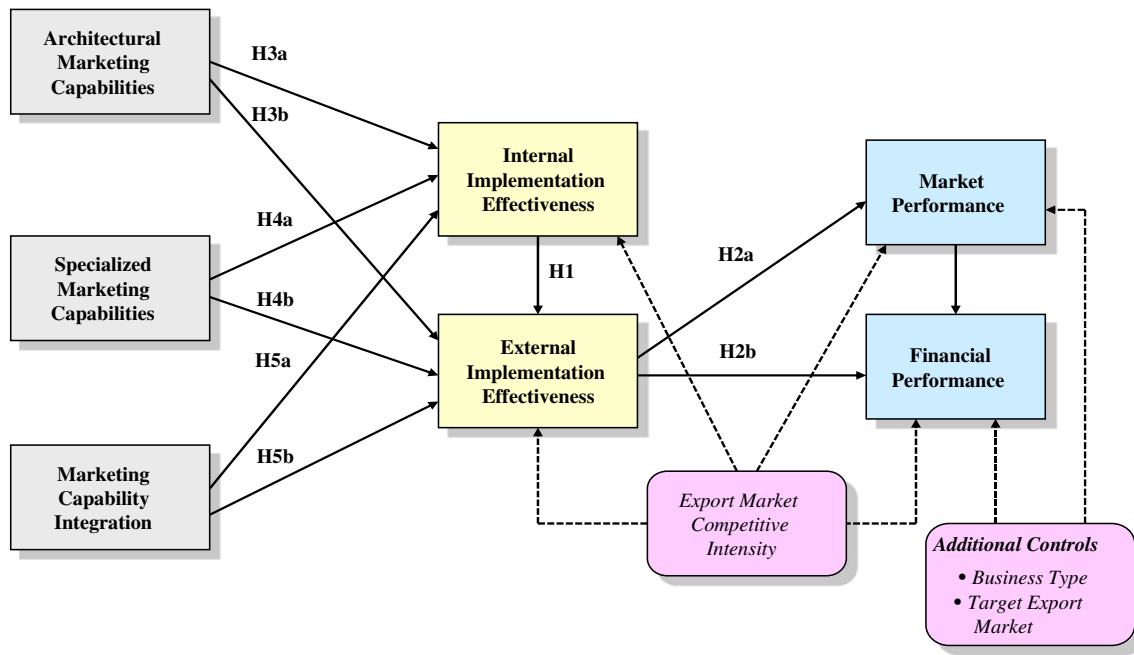 Architectural
Marketing
Capabilities
H3a
H3b
Internal
Implementation
Effectiveness
Market
Performance
H4a
Specialized
Marketing
Capabilities
H4b
H1
H2a
External
Implementation
Effectiveness
H2b
Financial
Performance
H5a
H5b
Marketing
Capability
Integration
Export Market
Competitive
Intensity
Additional Controls
• Business Type
• Target Export
Market